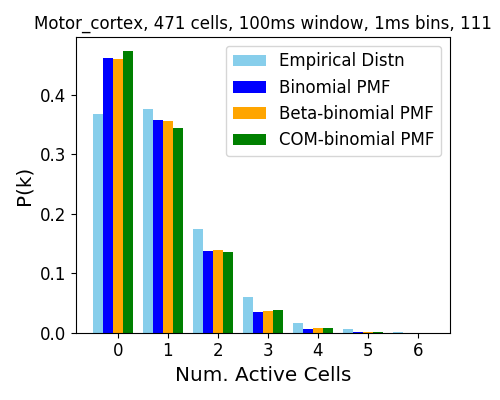 Motor_cortex, 471 cells, 100ms window, 1ms bins, 111
Empirical Distn
Binomial PMF
Beta-binomial PMF
COM-binomial PMF
P(k)
0.4
0.3
0.2
0.1
0.0
0 1 2 3 4 5 6
Num. Active Cells